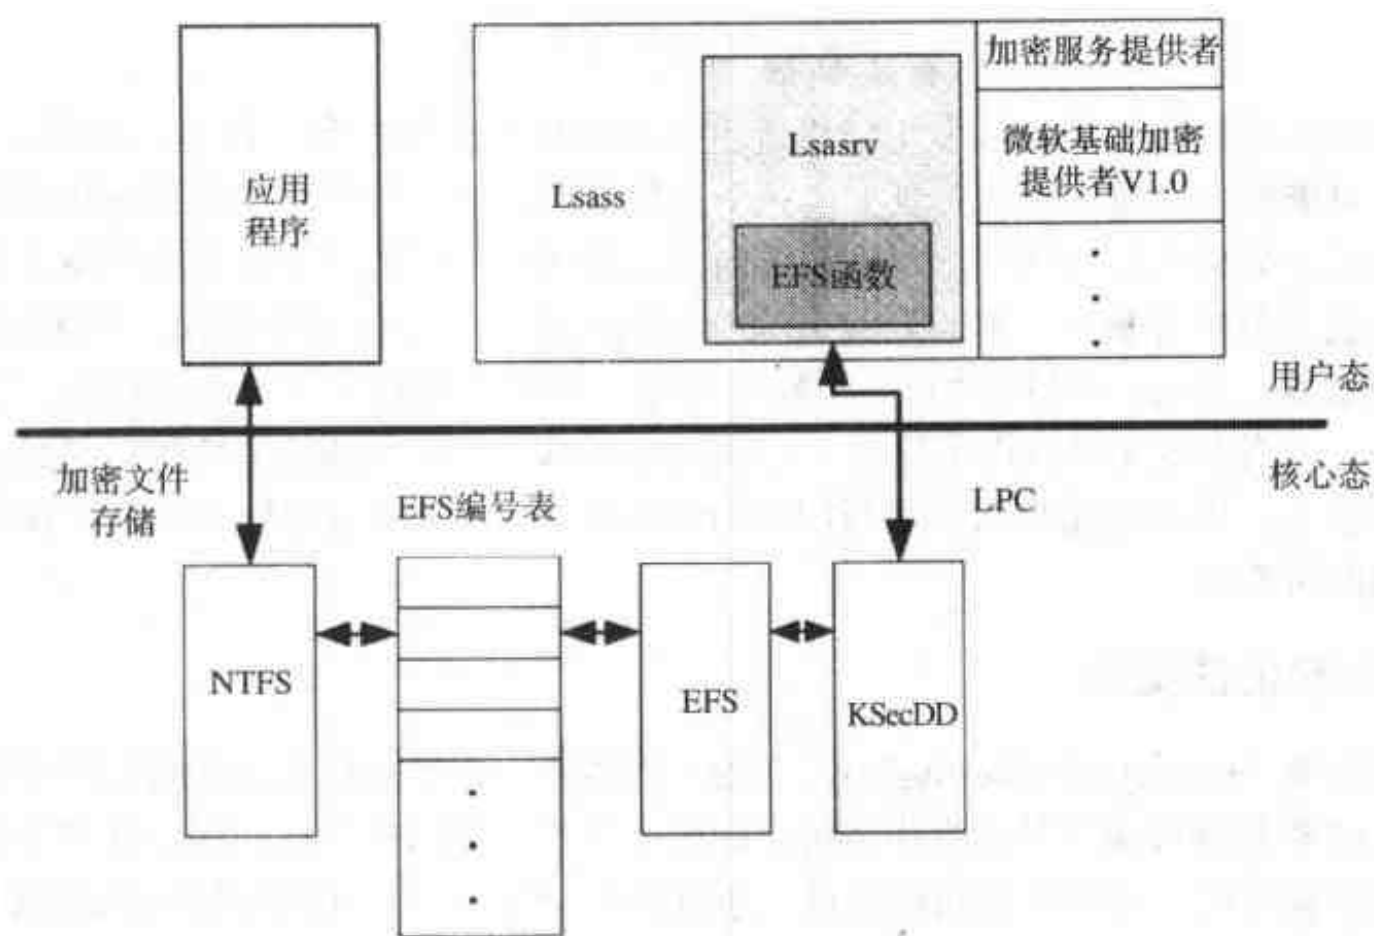 加密服务提供者
应用
程序
Lsass
Lsasrv
EFS函数
微软基础加密
提供者V1.0
用户态
核心态
加密文件
存储
EFS编号表
LPC
NTFS
EFS
KSecDD